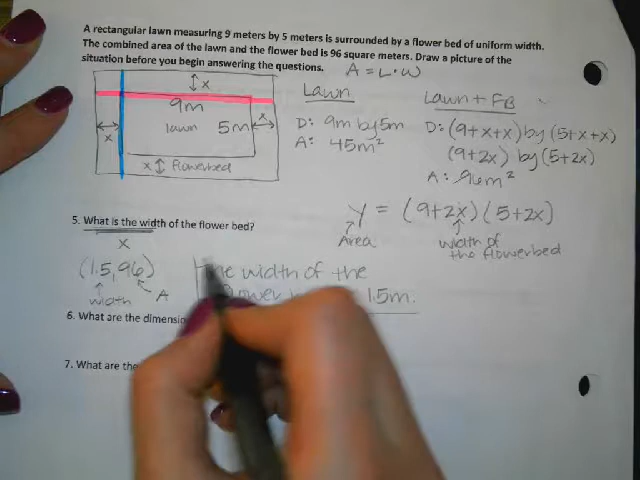 A rectangular lawn measuring 9 meters by 5 meters is surrounded by a flower bed of uniform width.
The combined area of the lawn and the flower bed is 96 square meters. Draw a picture of the
situation before you begin answering the questions.
A = L·W
x
9m
lawn
5m
x
x
x
flowerbed
Lawn
D: 9m by 5m
A: 45m²
Lawn + FB
D: (9+x+x) by (5+x+x)
(9+2x) by (5+2x)
A: 96m²
y = (9+2x)(5+2x)
Area
width of
the flowerbed
5. What is the width of the flower bed?
x
(1.5, 96)
width
A
The width of the
1.5m.
6. What are the
7. What are the